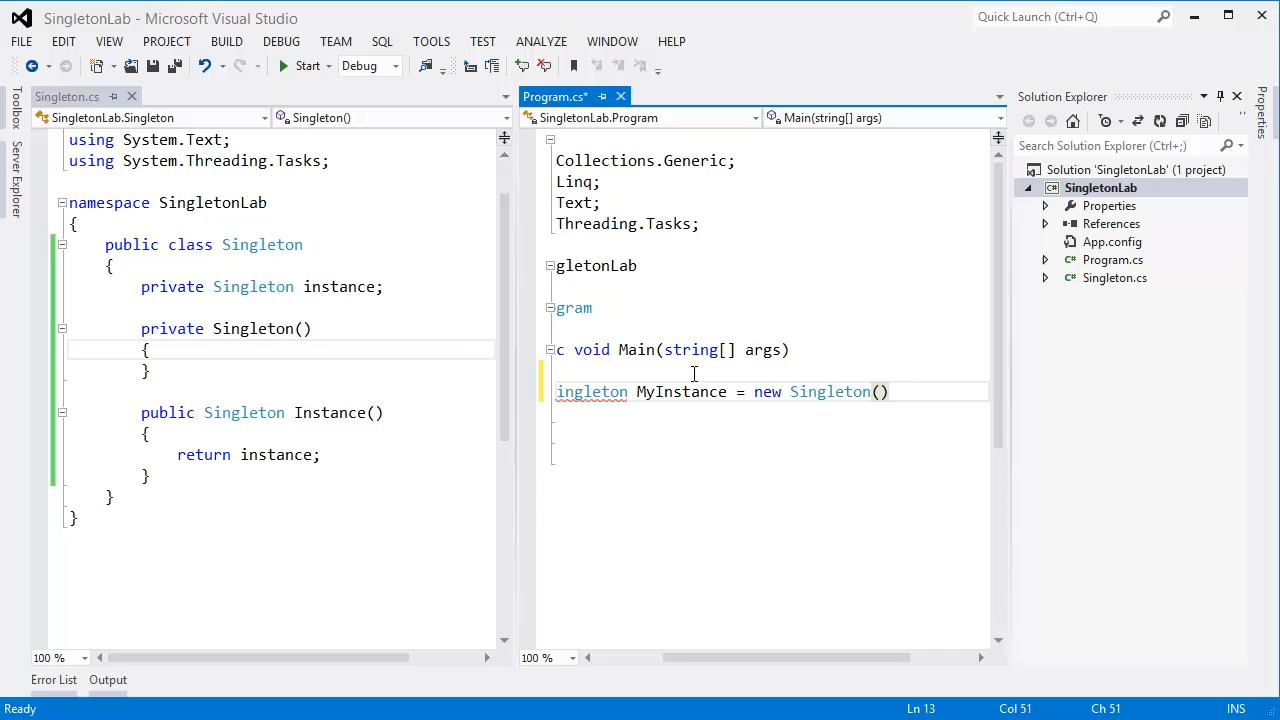 SingletonLab - Microsoft Visual Studio
Quick Launch (Ctrl+Q)
FILE EDIT VIEW PROJECT BUILD DEBUG TEAM SQL TOOLS TEST ANALYZE WINDOW HELP
Start Debug
Toolbox
Server Explorer
Singleton.cs
SingletonLab.Singleton Singleton()
using System.Text;
using System.Threading.Tasks;
namespace SingletonLab
{
public class Singleton
{
private Singleton instance;
private Singleton()
{
}
public Singleton Instance()
{
return instance;
}
}
}
100 %
Program.cs*
SingletonLab.Program Main(string[] args)
Collections.Generic;
Linq;
Text;
Threading.Tasks;
gletonLab
gram
c void Main(string[] args)
ingleton MyInstance = new Singleton()
100 %
Solution Explorer
Search Solution Explorer (Ctrl+;)
Solution 'SingletonLab' (1 project)
SingletonLab
Properties
References
App.config
Program.cs
Singleton.cs
Properties
Error List Output
Ready Ln 13 Col 51 Ch 51 INS